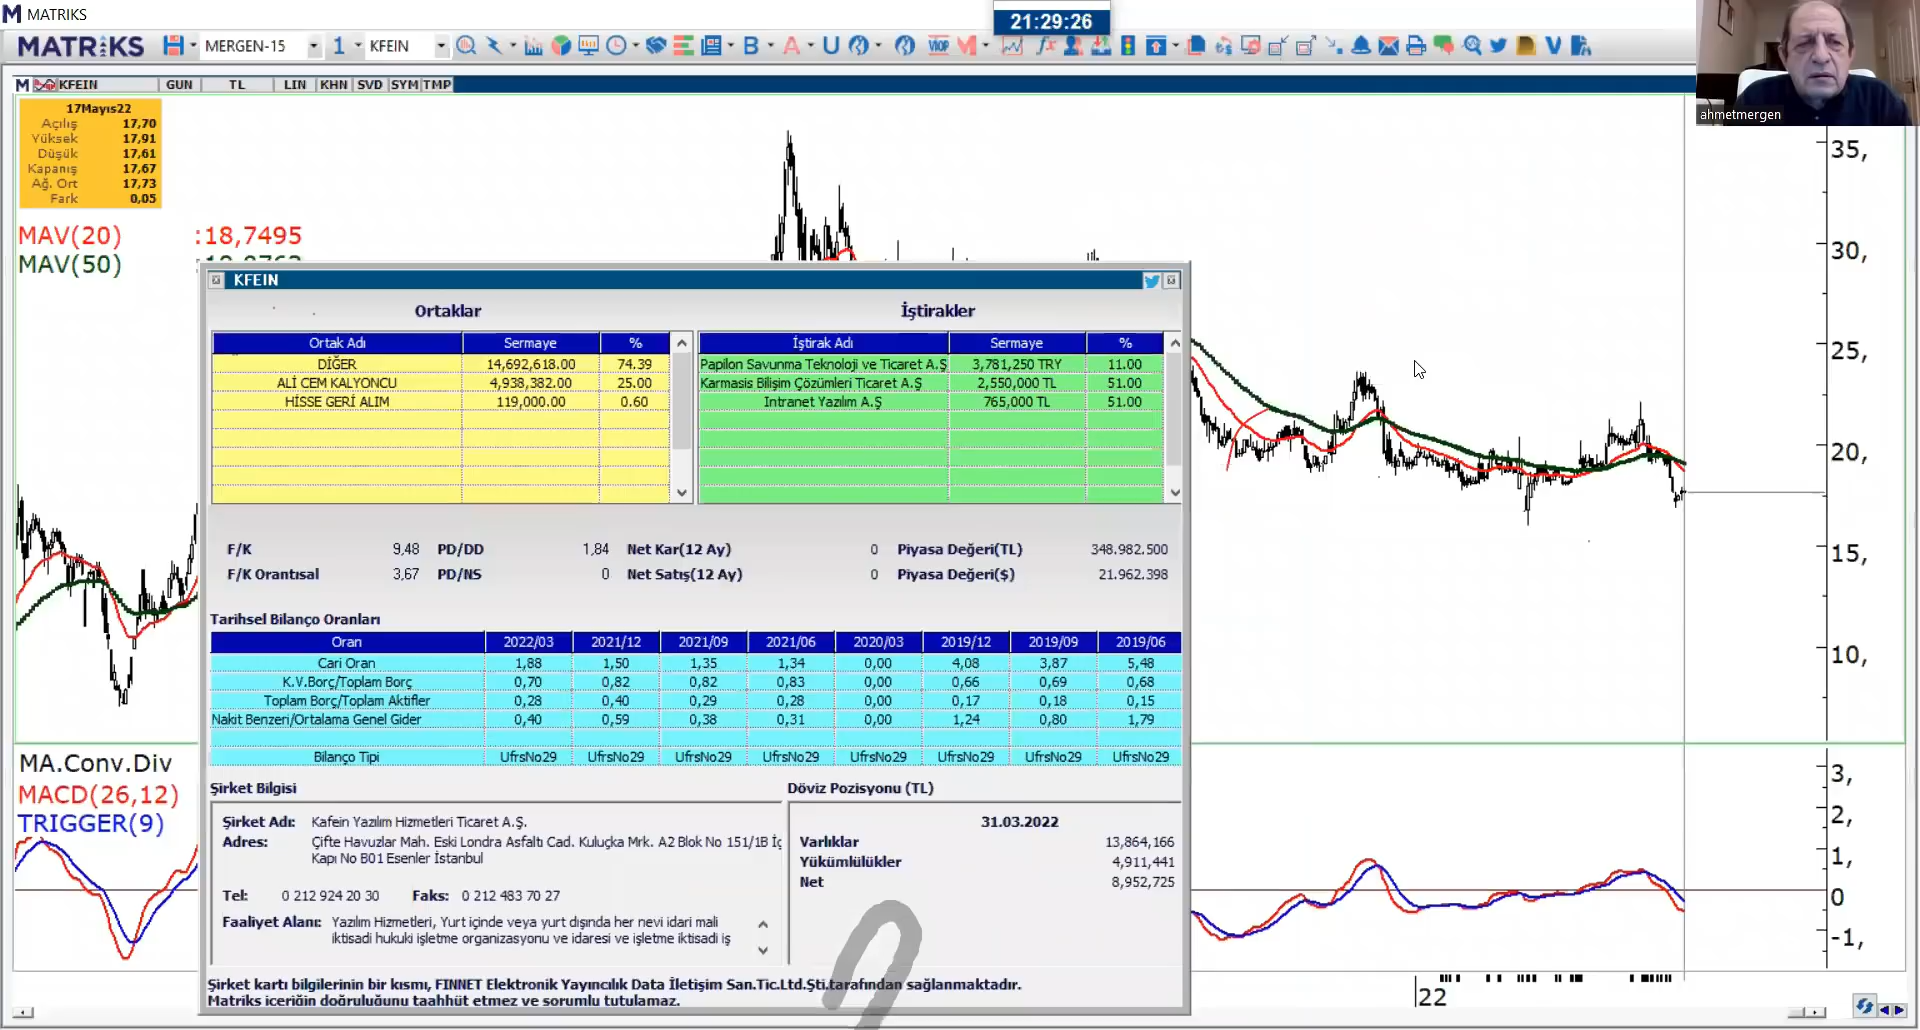 MATRIKS
21:29:26
MATRIKS MERGEN-15 1 KFEIN B A U VIOP M fx V
ahmetmergen
M KFEIN GUN TL LIN KHN SVD SYM TMP
17Mayıs22
Açılış 17,70
Yüksek 17,91
Düşük 17,61
Kapanış 17,67
Ağ. Ort 17,73
Fark 0,05
MAV(20) :18,7495
MAV(50)
35,
30,
25,
20,
15,
10,
KFEIN
Ortaklar İştirakler
Ortak Adı Sermaye % İştirak Adı Sermaye %
DİĞER 14,692,618.00 74.39 Papilon Savunma Teknoloji ve Ticaret A.Ş 3,781,250 TRY 11.00
ALİ CEM KALYONCU 4,938,382.00 25.00 Karmasis Bilişim Çözümleri Ticaret A.Ş 2,550,000 TL 51.00
HİSSE GERİ ALIM 119,000.00 0.60 Intranet Yazılım A.Ş 765,000 TL 51.00
F/K 9,48 PD/DD 1,84 Net Kar(12 Ay) 0 Piyasa Değeri(TL) 348.982.500
F/K Orantısal 3,67 PD/NS 0 Net Satış(12 Ay) 0 Piyasa Değeri($) 21.962.398
Tarihsel Bilanço Oranları
Oran 2022/03 2021/12 2021/09 2021/06 2020/03 2019/12 2019/09 2019/06
Cari Oran 1,88 1,50 1,35 1,34 0,00 4,08 3,87 5,48
K.V.Borç/Toplam Borç 0,70 0,82 0,82 0,83 0,00 0,66 0,69 0,68
Toplam Borç/Toplam Aktifler 0,28 0,40 0,29 0,28 0,00 0,17 0,18 0,15
Nakit Benzeri/Ortalama Genel Gider 0,40 0,59 0,38 0,31 0,00 1,24 0,80 1,79
Bilanço Tipi UfrsNo29 UfrsNo29 UfrsNo29 UfrsNo29 UfrsNo29 UfrsNo29 UfrsNo29 UfrsNo29
Şirket Bilgisi Döviz Pozisyonu (TL)
Şirket Adı: Kafein Yazılım Hizmetleri Ticaret A.Ş.
Adres: Çifte Havuzlar Mah. Eski Londra Asfaltı Cad. Kuluçka Mrk. A2 Blok No 151/1B İç
Kapı No B01 Esenler İstanbul
Tel: 0 212 924 20 30 Faks: 0 212 483 70 27
Faaliyet Alanı: Yazılım Hizmetleri, Yurt içinde veya yurt dışında her nevi idari mali
iktisadi hukuki işletme organizasyonu ve idaresi ve işletme iktisadi iş
31.03.2022
Varlıklar 13,864,166
Yükümlülükler 4,911,441
Net 8,952,725
Şirket kartı bilgilerinin bir kısmı, FINNET Elektronik Yayıncılık Data İletişim San.Tic.Ltd.Şti.tarafından sağlanmaktadır.
Matriks içeriğin doğruluğunu taahhüt etmez ve sorumlu tutulamaz.
MA.Conv.Div
MACD(26,12)
TRIGGER(9)
3,
2,
1,
0
-1,
22